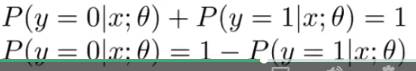 P(y = 0|x; θ) + P(y = 1|x; θ) = 1
P(y = 0|x; θ) = 1 − P(y = 1|x; θ)